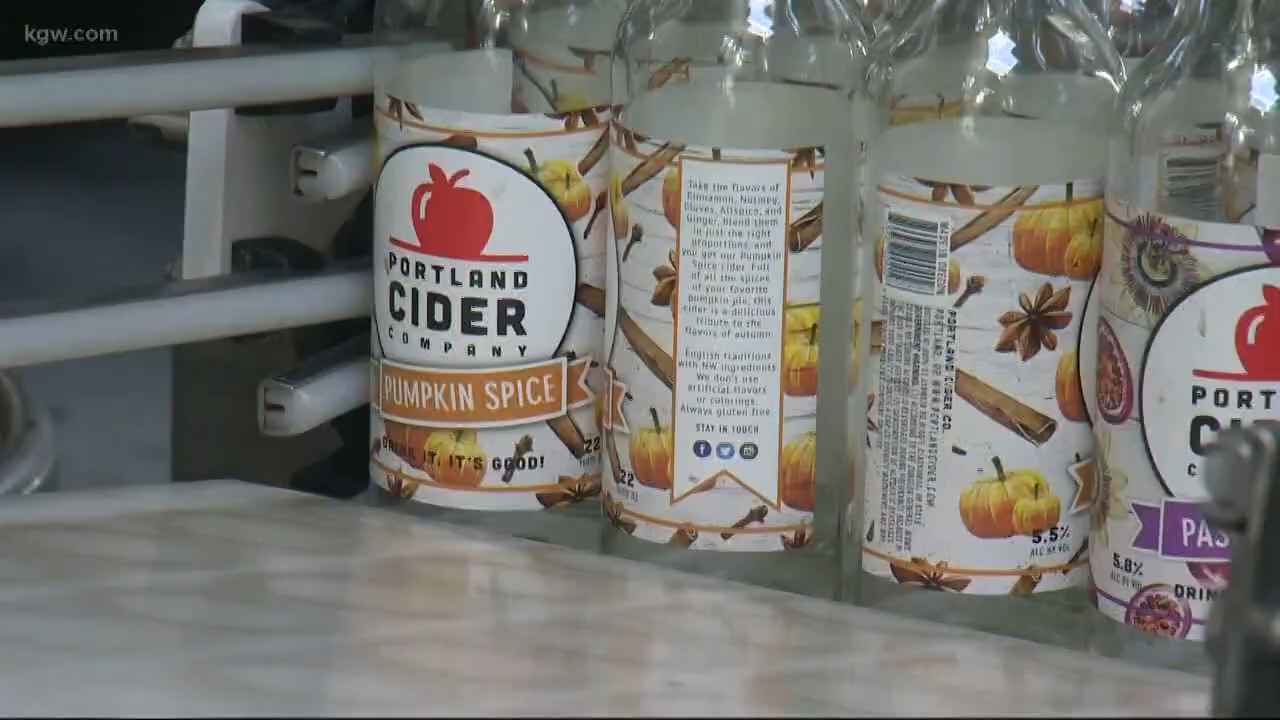 kgw.com
PORTLAND
CIDER
COMPANY
PUMPKIN SPICE
DRINK IT, IT'S GOOD!
22
Take the flavors of
Cinnamon, Nutmeg,
Cloves, Allspice, and
Ginger, blend them
in just the right
proportions, and
you get our Pumpkin
Spice cider. Full
of all the spices
of your favorite
pumpkin pie, this
cider is a delicious
tribute to the
flavors of autumn.
English traditions
with NW ingredients
We don't use
artificial flavors
or colorings.
Always gluten free.
STAY IN TOUCH
22
PORTLAND CIDER CO.
5.5%
ALC BY VOL
PORT
CI
C
PAS
5.8%
ALC BY VOL
DRIN